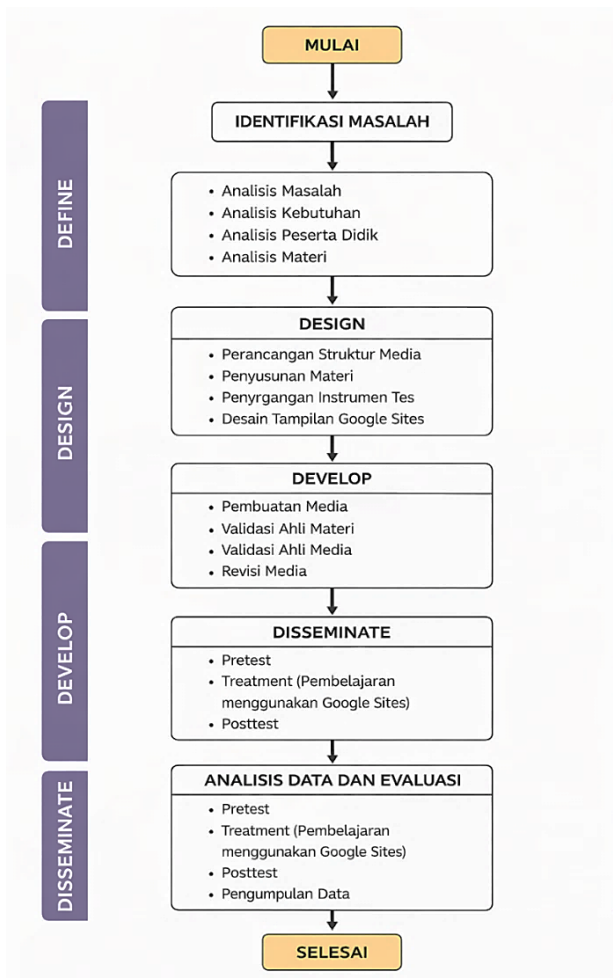 MULAI
DEFINE
IDENTIFIKASI MASALAH
• Analisis Masalah
• Analisis Kebutuhan
• Analisis Peserta Didik
• Analisis Materi
DESIGN
DESIGN
• Perancangan Struktur Media
• Penyusunan Materi
• Penyrgangan Instrumen Tes
• Desain Tampilan Google Sites
DEVELOP
• Pembuatan Media
• Validasi Ahli Materi
• Validasi Ahli Media
• Revisi Media
DEVELOP
DISSEMINATE
• Pretest
• Treatment (Pembelajaran
menggunakan Google Sites)
• Posttest
DISSEMINATE
ANALISIS DATA DAN EVALUASI
• Pretest
• Treatment (Pembelajaran
menggunakan Google Sites)
• Posttest
• Pengumpulan Data
SELESAI